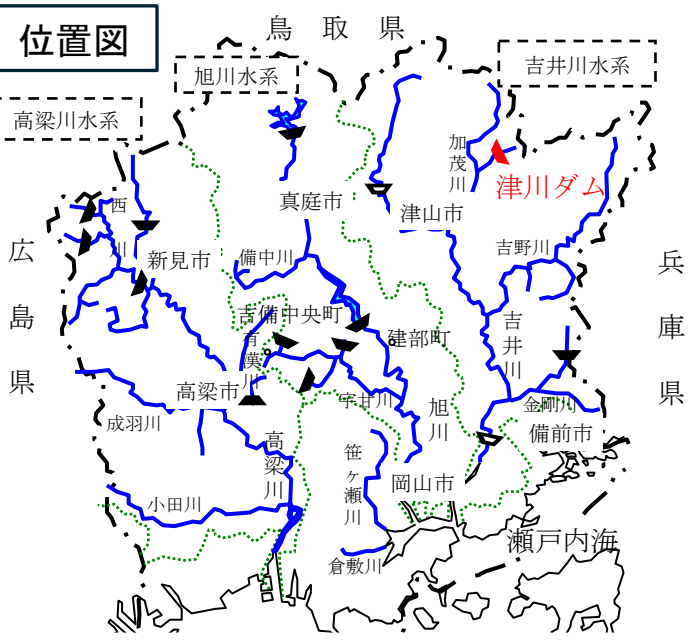 位置図
鳥取県
旭川水系
吉井川水系
高梁川水系
加茂川
津川ダム
西川
真庭市
津山市
広島県
新見市
備中川
吉野川
兵庫県
吉備中央町
有漢川
建部町
吉井川
高梁市
宇甘川
旭川
金剛川
成羽川
備前市
高梁川
笹ヶ瀬川
岡山市
小田川
瀬戸内海
倉敷川